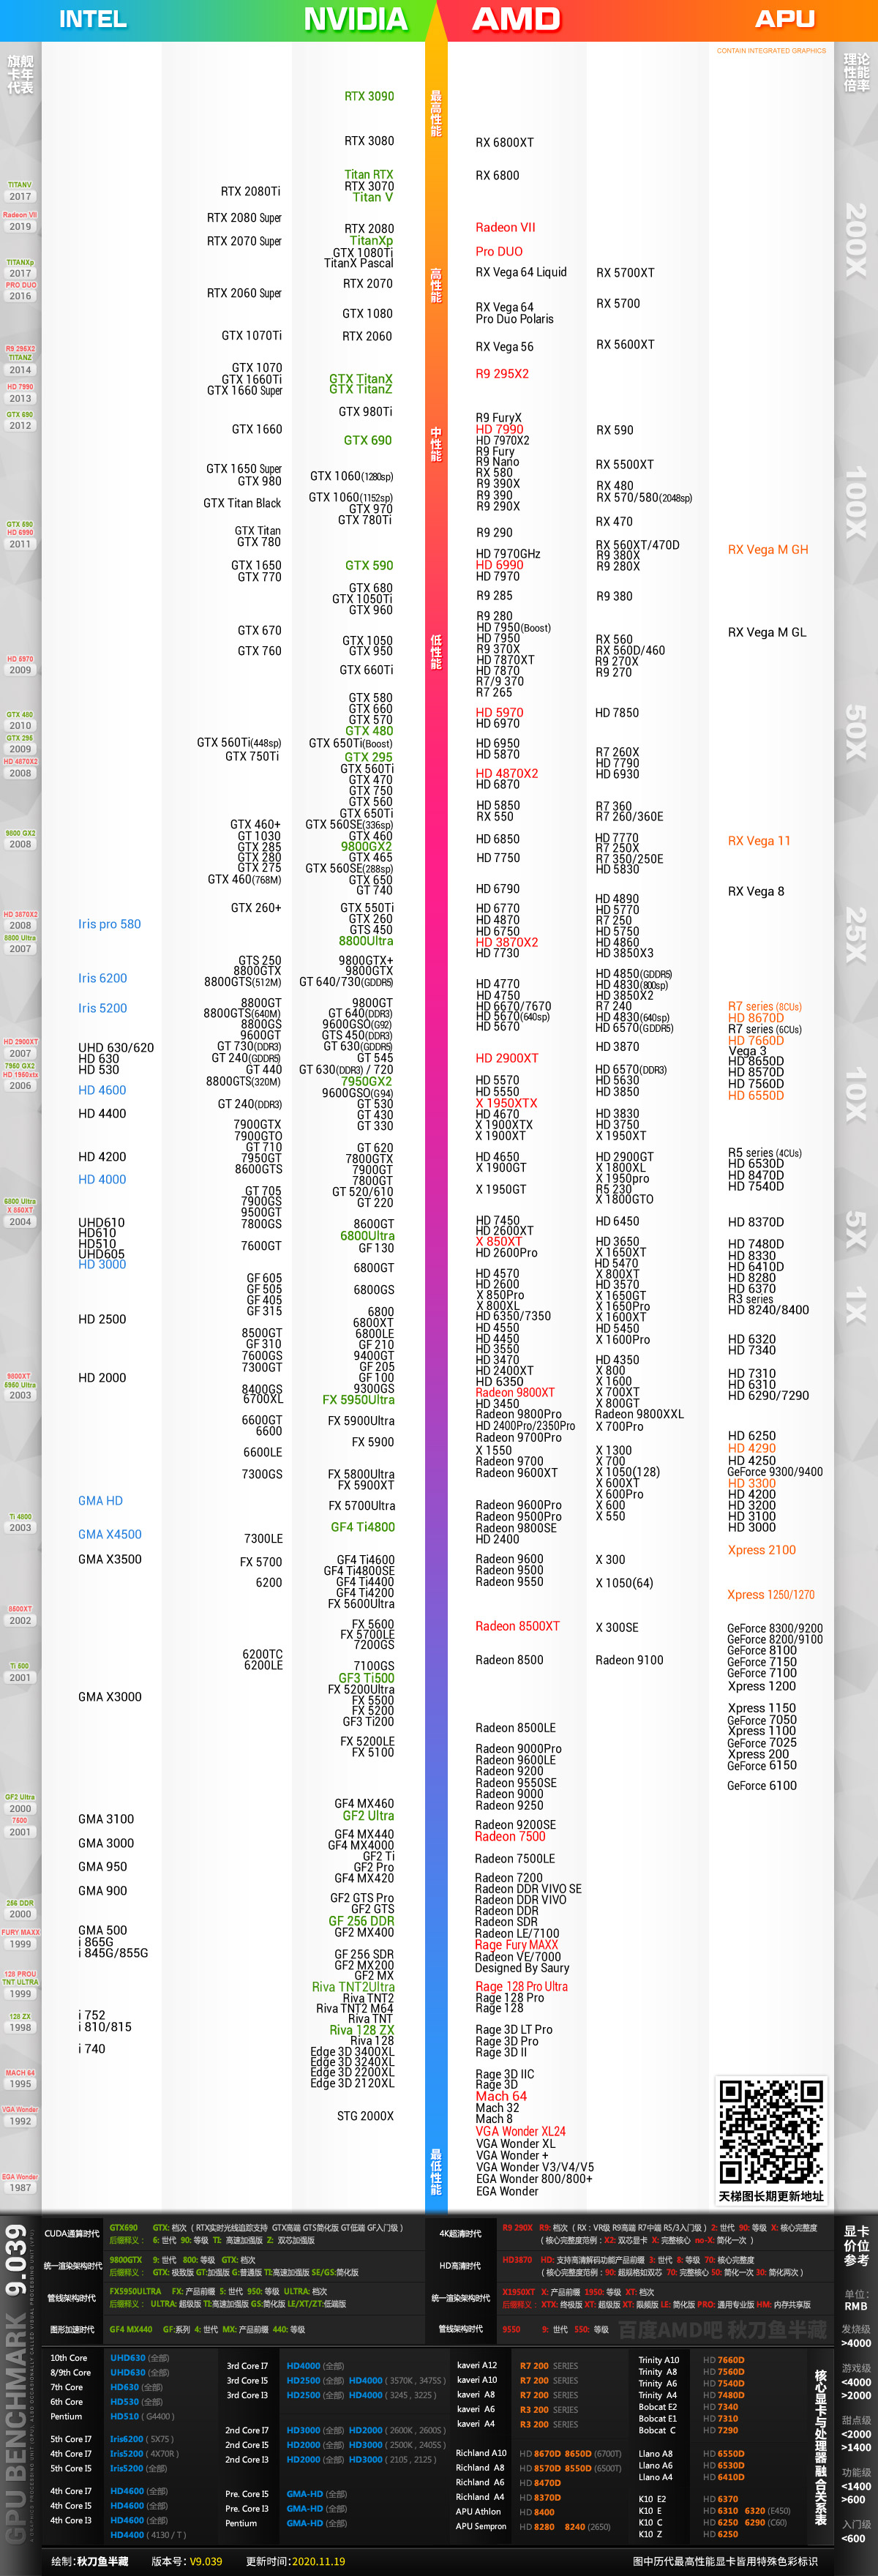 INTEL NVIDIA AMD APU
旗舰
卡年
代表
CONTAIN INTEGRATED GRAPHICS
理论
性能
倍率
最高性能
高性能
中性能
低性能
最低性能
200X
100X
50X
25X
10X
5X
1X
TITANV
2017
Radeon VII
2019
TITANXp
2017
PRO DUO
2016
R9 295X2
TITANZ
2014
HD 7990
2013
GTX 690
2012
GTX 590
HD 6990
2011
HD 5970
2009
GTX 480
2010
GTX 295
2009
HD 4870X2
2008
9800 GX2
2008
HD 3870X2
2008
8800 Ultra
2007
HD 2900XT
2007
7950 GX2
HD 1950xtx
2006
6800 Ultra
X 850XT
2004
9800XT
5950 Ultra
2003
Ti 4800
2003
8500XT
2002
Ti 500
2001
GF2 Ultra
2000
7500
2001
256 DDR
2000
FURY MAXX
1999
128 PROU
TNT ULTRA
1999
128 ZX
1998
MACH 64
1995
VGA Wonder
1992
EGA Wonder
1987
Iris pro 580
Iris 6200
Iris 5200
UHD 630/620
HD 630
HD 530
HD 4600
HD 4400
HD 4200
HD 4000
UHD610
HD610
HD510
UHD605
HD 3000
HD 2500
HD 2000
GMA HD
GMA X4500
GMA X3500
GMA X3000
GMA 3100
GMA 3000
GMA 950
GMA 900
GMA 500
i 865G
i 845G/855G
i 752
i 810/815
i 740
RTX 2080Ti
RTX 2080 Super
RTX 2070 Super
RTX 2060 Super
GTX 1070Ti
GTX 1070
GTX 1660Ti
GTX 1660 Super
GTX 1660
GTX 1650 Super
GTX 980
GTX Titan Black
GTX Titan
GTX 780
GTX 1650
GTX 770
GTX 670
GTX 760
GTX 560Ti(448sp)
GTX 750Ti
GTX 460+
GT 1030
GTX 285
GTX 280
GTX 275
GTX 460(768M)
GTX 260+
GTS 250
8800GTX
8800GTS(512M)
8800GT
8800GTS(640M)
8800GS
9600GT
GT 730(DDR3)
GT 240(GDDR5)
GT 440
8800GTS(320M)
GT 240(DDR3)
7900GTX
7900GTO
GT 710
7950GT
8600GTS
GT 705
7900GS
9500GT
7800GS
7600GT
GF 605
GF 505
GF 405
GF 315
8500GT
GF 310
7600GS
7300GT
8400GS
6700XL
6600GT
6600
6600LE
7300GS
7300LE
FX 5700
6200
6200TC
6200LE
RTX 3090
RTX 3080
Titan RTX
RTX 3070
Titan V
RTX 2080
TitanXp
GTX 1080Ti
TitanX Pascal
RTX 2070
GTX 1080
RTX 2060
GTX TitanX
GTX TitanZ
GTX 980Ti
GTX 690
GTX 1060(1280sp)
GTX 1060(1152sp)
GTX 970
GTX 780Ti
GTX 590
GTX 680
GTX 1050Ti
GTX 960
GTX 1050
GTX 950
GTX 660Ti
GTX 580
GTX 660
GTX 570
GTX 480
GTX 650Ti(Boost)
GTX 295
GTX 560Ti
GTX 470
GTX 750
GTX 560
GTX 650Ti
GTX 560SE(336sp)
GTX 460
9800GX2
GTX 465
GTX 560SE(288sp)
GTX 650
GT 740
GTX 550Ti
GTX 260
GTS 450
8800Ultra
9800GTX+
9800GTX
GT 640/730(GDDR5)
9800GT
GT 640(DDR3)
9600GSO(G92)
GTS 450(DDR3)
GT 630(GDDR5)
GT 545
GT 630(DDR3) / 720
7950GX2
9600GSO(G94)
GT 530
GT 430
GT 330
GT 620
7800GTX
7900GT
7800GT
GT 520/610
GT 220
8600GT
6800Ultra
GF 130
6800GT
6800GS
6800
6800XT
6800LE
GF 210
9400GT
GF 205
GF 100
9300GS
FX 5950Ultra
FX 5900Ultra
FX 5900
FX 5800Ultra
FX 5900XT
FX 5700Ultra
GF4 Ti4800
GF4 Ti4600
GF4 Ti4800SE
GF4 Ti4400
GF4 Ti4200
FX 5600Ultra
FX 5600
FX 5700LE
7200GS
7100GS
GF3 Ti500
FX 5200Ultra
FX 5500
FX 5200
GF3 Ti200
FX 5200LE
FX 5100
GF4 MX460
GF2 Ultra
GF4 MX440
GF4 MX4000
GF2 Ti
GF2 Pro
GF4 MX420
GF2 GTS Pro
GF2 GTS
GF 256 DDR
GF2 MX400
GF 256 SDR
GF2 MX200
GF2 MX
Riva TNT2Ultra
Riva TNT2
Riva TNT2 M64
Riva TNT
Riva 128 ZX
Riva 128
Edge 3D 3400XL
Edge 3D 3240XL
Edge 3D 2200XL
Edge 3D 2120XL
STG 2000X
RX 6800XT
RX 6800
Radeon VII
Pro DUO
RX Vega 64 Liquid
RX Vega 64
Pro Duo Polaris
RX Vega 56
R9 295X2
R9 FuryX
HD 7990
HD 7970X2
R9 Fury
R9 Nano
RX 580
R9 390X
R9 390
R9 290X
R9 290
HD 7970GHz
HD 6990
HD 7970
R9 285
R9 280
HD 7950(Boost)
HD 7950
R9 370X
HD 7870XT
HD 7870
R7/9 370
R7 265
HD 5970
HD 6970
HD 6950
HD 5870
HD 4870X2
HD 6870
HD 5850
RX 550
HD 6850
HD 7750
HD 6790
HD 6770
HD 4870
HD 6750
HD 3870X2
HD 7730
HD 4770
HD 4750
HD 6670/7670
HD 5670(640sp)
HD 5670
HD 2900XT
HD 5570
HD 5550
X 1950XTX
HD 4670
X 1900XTX
X 1900XT
HD 4650
X 1900GT
X 1950GT
HD 7450
HD 2600XT
X 850XT
HD 2600Pro
HD 4570
HD 2600
X 850Pro
X 800XL
HD 6350/7350
HD 4550
HD 4450
HD 3550
HD 3470
HD 2400XT
HD 6350
Radeon 9800XT
HD 3450
Radeon 9800Pro
HD 2400Pro/2350Pro
Radeon 9700Pro
X 1550
Radeon 9700
Radeon 9600XT
Radeon 9600Pro
Radeon 9500Pro
Radeon 9800SE
HD 2400
Radeon 9600
Radeon 9500
Radeon 9550
Radeon 8500XT
Radeon 8500
Radeon 8500LE
Radeon 9000Pro
Radeon 9600LE
Radeon 9200
Radeon 9550SE
Radeon 9000
Radeon 9250
Radeon 9200SE
Radeon 7500
Radeon 7500LE
Radeon 7200
Radeon DDR VIVO SE
Radeon DDR VIVO
Radeon DDR
Radeon SDR
Radeon LE/7100
Rage Fury MAXX
Radeon VE/7000
Designed By Saury
Rage 128 Pro Ultra
Rage 128 Pro
Rage 128
Rage 3D LT Pro
Rage 3D Pro
Rage 3D II
Rage 3D IIC
Rage 3D
Mach 64
Mach 32
Mach 8
VGA Wonder XL24
VGA Wonder XL
VGA Wonder +
VGA Wonder V3/V4/V5
EGA Wonder 800/800+
EGA Wonder
RX 5700XT
RX 5700
RX 5600XT
RX 590
RX 5500XT
RX 480
RX 570/580(2048sp)
RX 470
RX 560XT/470D
R9 380X
R9 280X
R9 380
RX 560
RX 560D/460
R9 270X
R9 270
HD 7850
R7 260X
HD 7790
HD 6930
R7 360
R7 260/360E
HD 7770
R7 250X
R7 350/250E
HD 5830
HD 4890
HD 5770
R7 250
HD 5750
HD 4860
HD 3850X3
HD 4850(GDDR5)
HD 4830(800sp)
HD 3850X2
R7 240
HD 4830(640sp)
HD 6570(GDDR5)
HD 3870
HD 6570(DDR3)
HD 5630
HD 3850
HD 3830
HD 3750
X 1950XT
HD 2900GT
X 1800XL
X 1950pro
R5 230
X 1800GTO
HD 6450
HD 3650
X 1650XT
HD 5470
X 800XT
HD 3570
X 1650GT
X 1650Pro
X 1600XT
HD 5450
X 1600Pro
HD 4350
X 800
X 1600
X 700XT
X 800GT
Radeon 9800XXL
X 700Pro
X 1300
X 700
X 1050(128)
X 600XT
X 600Pro
X 600
X 550
X 300
X 1050(64)
X 300SE
Radeon 9100
RX Vega M GH
RX Vega M GL
RX Vega 11
RX Vega 8
R7 series (8CUs)
HD 8670D
R7 series (6CUs)
HD 7660D
Vega 3
HD 8650D
HD 8570D
HD 7560D
HD 6550D
R5 series (4CUs)
HD 6530D
HD 8470D
HD 7540D
HD 8370D
HD 7480D
HD 8330
HD 6410D
HD 8280
HD 6370
R3 series
HD 8240/8400
HD 6320
HD 7340
HD 7310
HD 6310
HD 6290/7290
HD 6250
HD 4290
HD 4250
GeForce 9300/9400
HD 3300
HD 4200
HD 3200
HD 3100
HD 3000
Xpress 2100
Xpress 1250/1270
GeForce 8300/9200
GeForce 8200/9100
GeForce 8100
GeForce 7150
GeForce 7100
Xpress 1200
Xpress 1150
GeForce 7050
Xpress 1100
GeForce 7025
Xpress 200
GeForce 6150
GeForce 6100
天梯图长期更新地址
GPU BENCHMARK 9.039
CUDA通算时代
GTX690 GTX: 档次 ( RTX实时光线追踪支持 GTX高端 GTS简化版 GT低端 GF入门级 )
后缀释义： 6: 世代 90: 等级 TI: 高速加强版 Z: 双芯加强版
统一渲染架构时代
9800GTX 9: 世代 800: 等级 GTX: 档次
后缀释义： GTX: 极致版 GT:加强版 G:普通版 TI:高速加强版 SE/GS:简化版
管线架构时代
FX5950ULTRA FX: 产品前缀 5: 世代 950: 等级 ULTRA: 档次
后缀释义： ULTRA: 超级版 TI:高速加强版 GS:简化版 LE/XT/ZT:低端版
图形加速时代
GF4 MX440 GF:系列 4: 世代 MX: 产品前缀 440: 等级
4K超清时代
R9 290X R9: 档次 ( RX : VR级 R9高端 R7中端 R5/3入门级 ) 2: 世代 90: 等级 X: 核心完整度
( 核心完整度范例： X2: 双芯显卡 X: 完整核心 no-X: 简化一次 )
HD高清时代
HD3870 HD: 支持高清解码功能产品前缀 3: 世代 8: 等级 70: 核心完整度
( 核心完整度范例：90: 超规格如双芯 70: 完整核心 50: 简化一次 30: 简化两次 )
统一渲染架构时代
X1950XT X: 产品前缀 1950: 等级 XT: 档次
后缀释义： XTX: 终极版 XT: 超级版 XT: 限频版 LE: 简化版 PRO: 通用专业版 HM: 内存共享版
管线架构时代
9550 9: 世代 550: 等级
百度AMD吧 秋刀鱼半藏
显卡
价位
参考
单位:
RMB
发烧级
>4000
游戏级
<4000
>2000
甜点级
<2000
>1400
功能级
<1400
>600
入门级
<600
10th Core UHD630 (全部)
8/9th Core UHD630 (全部)
7th Core HD630 (全部)
6th Core HD530 (全部)
Pentium HD510 ( G4400 )
5th Core I7 Iris6200 ( 5X75 )
4th Core I7 Iris5200 ( 4X70R )
5th Core I5 Iris5200 (全部)
4th Core I7 HD4600 (全部)
4th Core I5 HD4600 (全部)
4th Core I3 HD4600 (全部)
HD4400 ( 4130 / T )
3rd Core I7 HD4000 (全部)
3rd Core I5 HD2500 (全部) HD4000 ( 3570K , 3475S )
3rd Core I3 HD2500 (全部) HD4000 ( 3245 , 3225 )
2nd Core I7 HD3000 (全部) HD2000 ( 2600K , 2600S )
2nd Core I5 HD2000 (全部) HD3000 ( 2500K , 2405S )
2nd Core I3 HD2000 (全部) HD3000 ( 2105 , 2125 )
Pre. Core I5 GMA-HD (全部)
Pre. Core I3 GMA-HD (全部)
Pentium GMA-HD (全部)
kaveri A12 R7 200 SERIES
kaveri A10 R7 200 SERIES
kaveri A8 R7 200 SERIES
kaveri A6 R3 200 SERIES
kaveri A4 R3 200 SERIES
Richland A10 HD 8670D 8650D (6700T)
Richland A8 HD 8570D 8550D (6500T)
Richland A6 HD 8470D
Richland A4 HD 8370D
APU Athlon HD 8400
APU Sempron HD 8280 8240 (2650)
Trinity A10 HD 7660D
Trinity A8 HD 7560D
Trinity A6 HD 7540D
Trinity A4 HD 7480D
Bobcat E2 HD 7340
Bobcat E1 HD 7310
Bobcat C HD 7290
Llano A8 HD 6550D
Llano A6 HD 6530D
Llano A4 HD 6410D
K10 E2 HD 6370
K10 E HD 6310 6320 (E450)
K10 C HD 6250 6290 (C60)
K10 Z HD 6250
核心显卡与处理器 融合关系表
绘制：秋刀鱼半藏 版本号：V9.039 更新时间：2020.11.19 图中历代最高性能显卡皆用特殊色彩标识